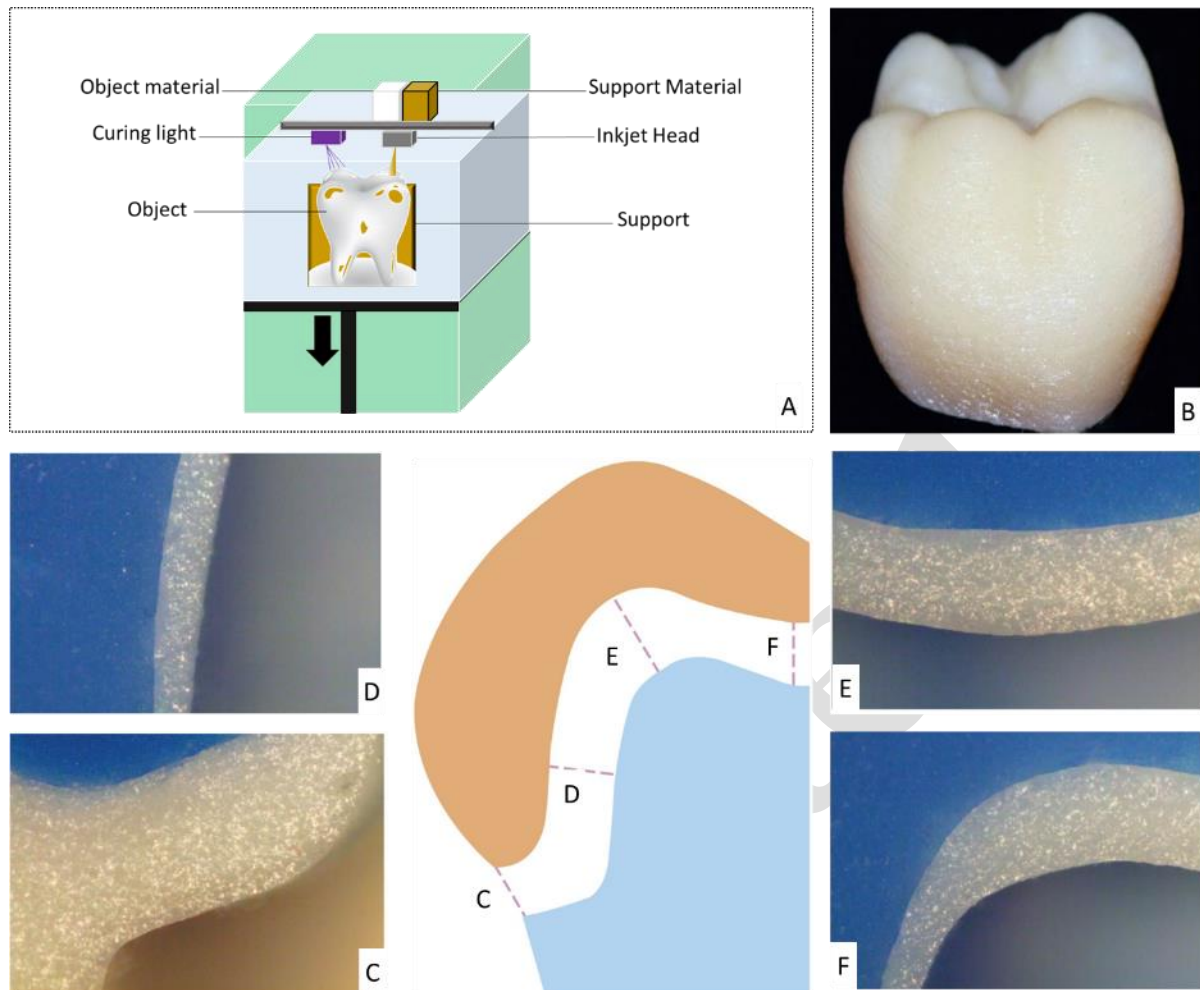 Object material
Support Material
Curing light
Inkjet Head
Object
Support
A
B
D
E
F
E
D
C
C
F